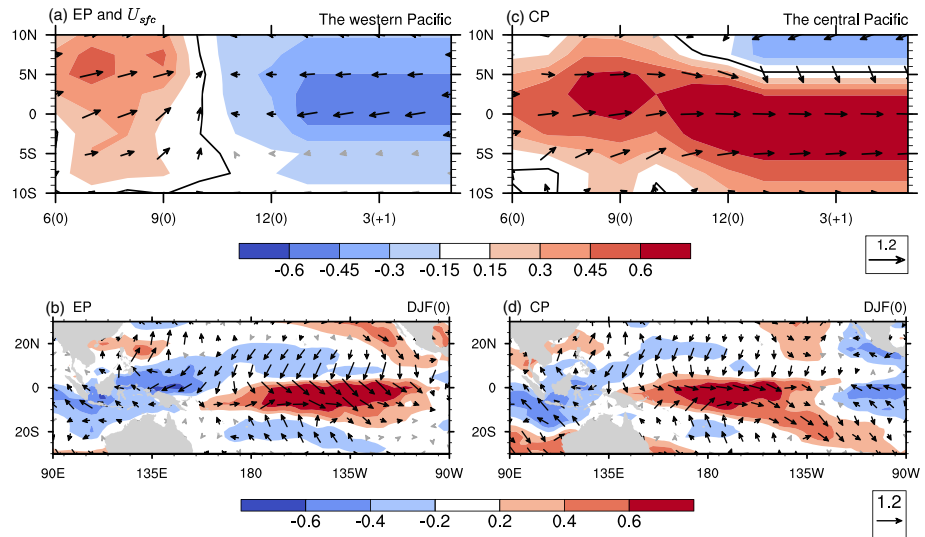 (a) EP and U_sfc The western Pacific
(c) CP The central Pacific
10N 10N
5N 5N
0 0
5S 5S
10S 10S
6(0) 9(0) 12(0) 3(+1) 6(0) 9(0) 12(0) 3(+1)
-0.6 -0.45 -0.3 -0.15 0.15 0.3 0.45 0.6
1.2
(b) EP DJF(0)
(d) CP DJF(0)
20N 20N
0 0
20S 20S
90E 135E 180 135W 90W 90E 135E 180 135W 90W
-0.6 -0.4 -0.2 0.2 0.4 0.6
1.2